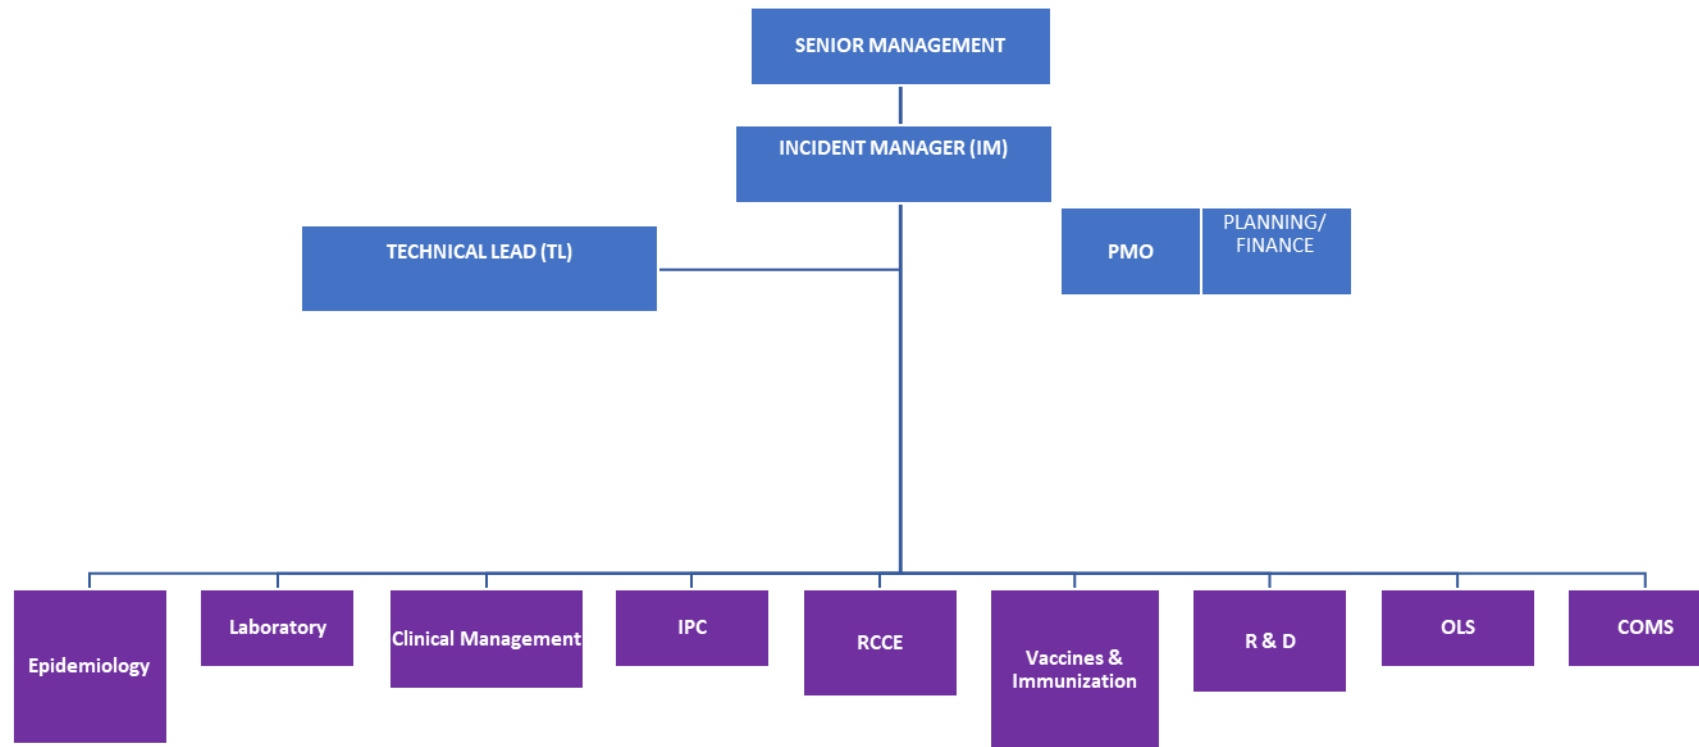 SENIOR MANAGEMENT
INCIDENT MANAGER (IM)
TECHNICAL LEAD (TL)
PMO
PLANNING/
FINANCE
Epidemiology
Laboratory
Clinical Management
IPC
RCCE
Vaccines &
Immunization
R & D
OLS
COMS